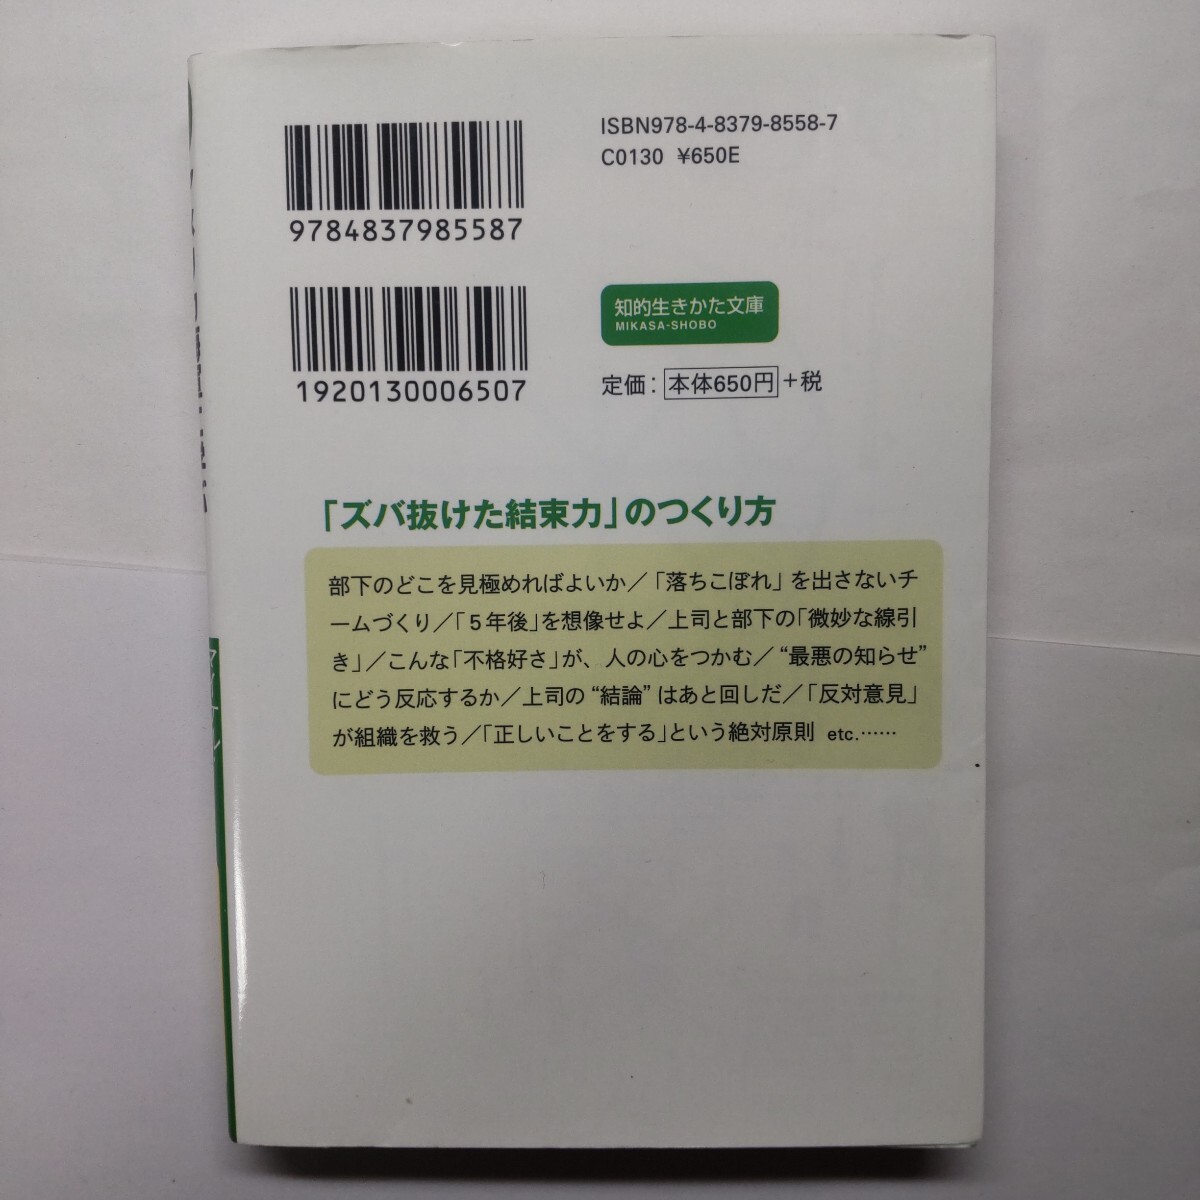 ISBN978-4-8379-8558-7
C0130 ¥650E
9784837985587
知的生きかた文庫
MIKASA-SHOBO
1920130006507
定価：本体650円+税
「ズバ抜けた結束力」のつくり方
部下のどこを見極めればよいか／「落ちこぼれ」を出さないチ
ームづくり／「5年後」を想像せよ／上司と部下の「微妙な線引
き」／こんな「不格好さ」が、人の心をつかむ／“最悪の知らせ”
にどう反応するか／上司の“結論”はあと回しだ／「反対意見」
が組織を救う／「正しいことをする」という絶対原則 etc.……